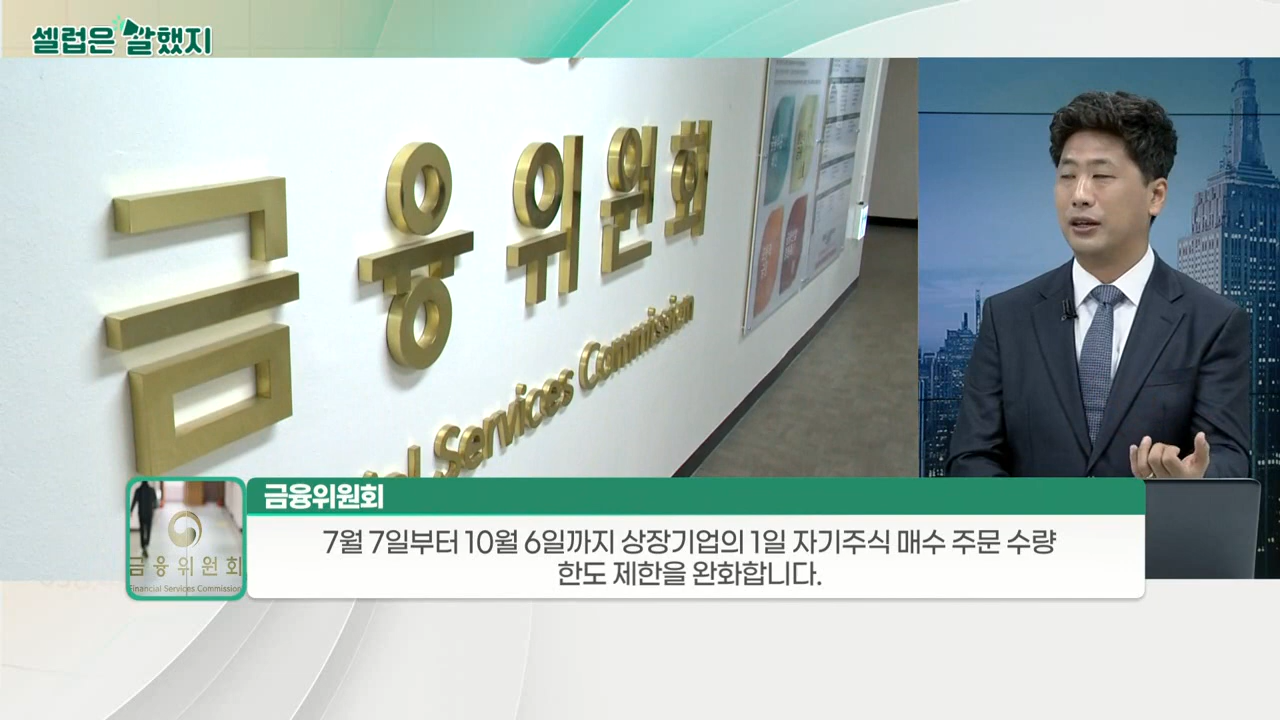 셀럽은 말했지
금융위원회
Services Commission
금융위원회
Financial Services Commission
금융위원회
7월 7일부터 10월 6일까지 상장기업의 1일 자기주식 매수 주문 수량
한도 제한을 완화합니다.